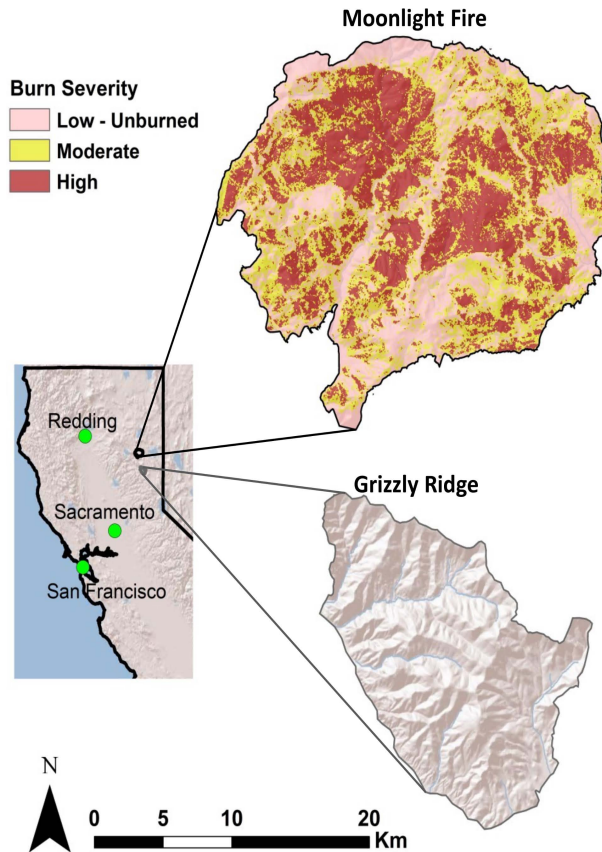 Moonlight Fire
Burn Severity
Low - Unburned
Moderate
High
Redding
Sacramento
San Francisco
Grizzly Ridge
N
0 5 10 20
Km